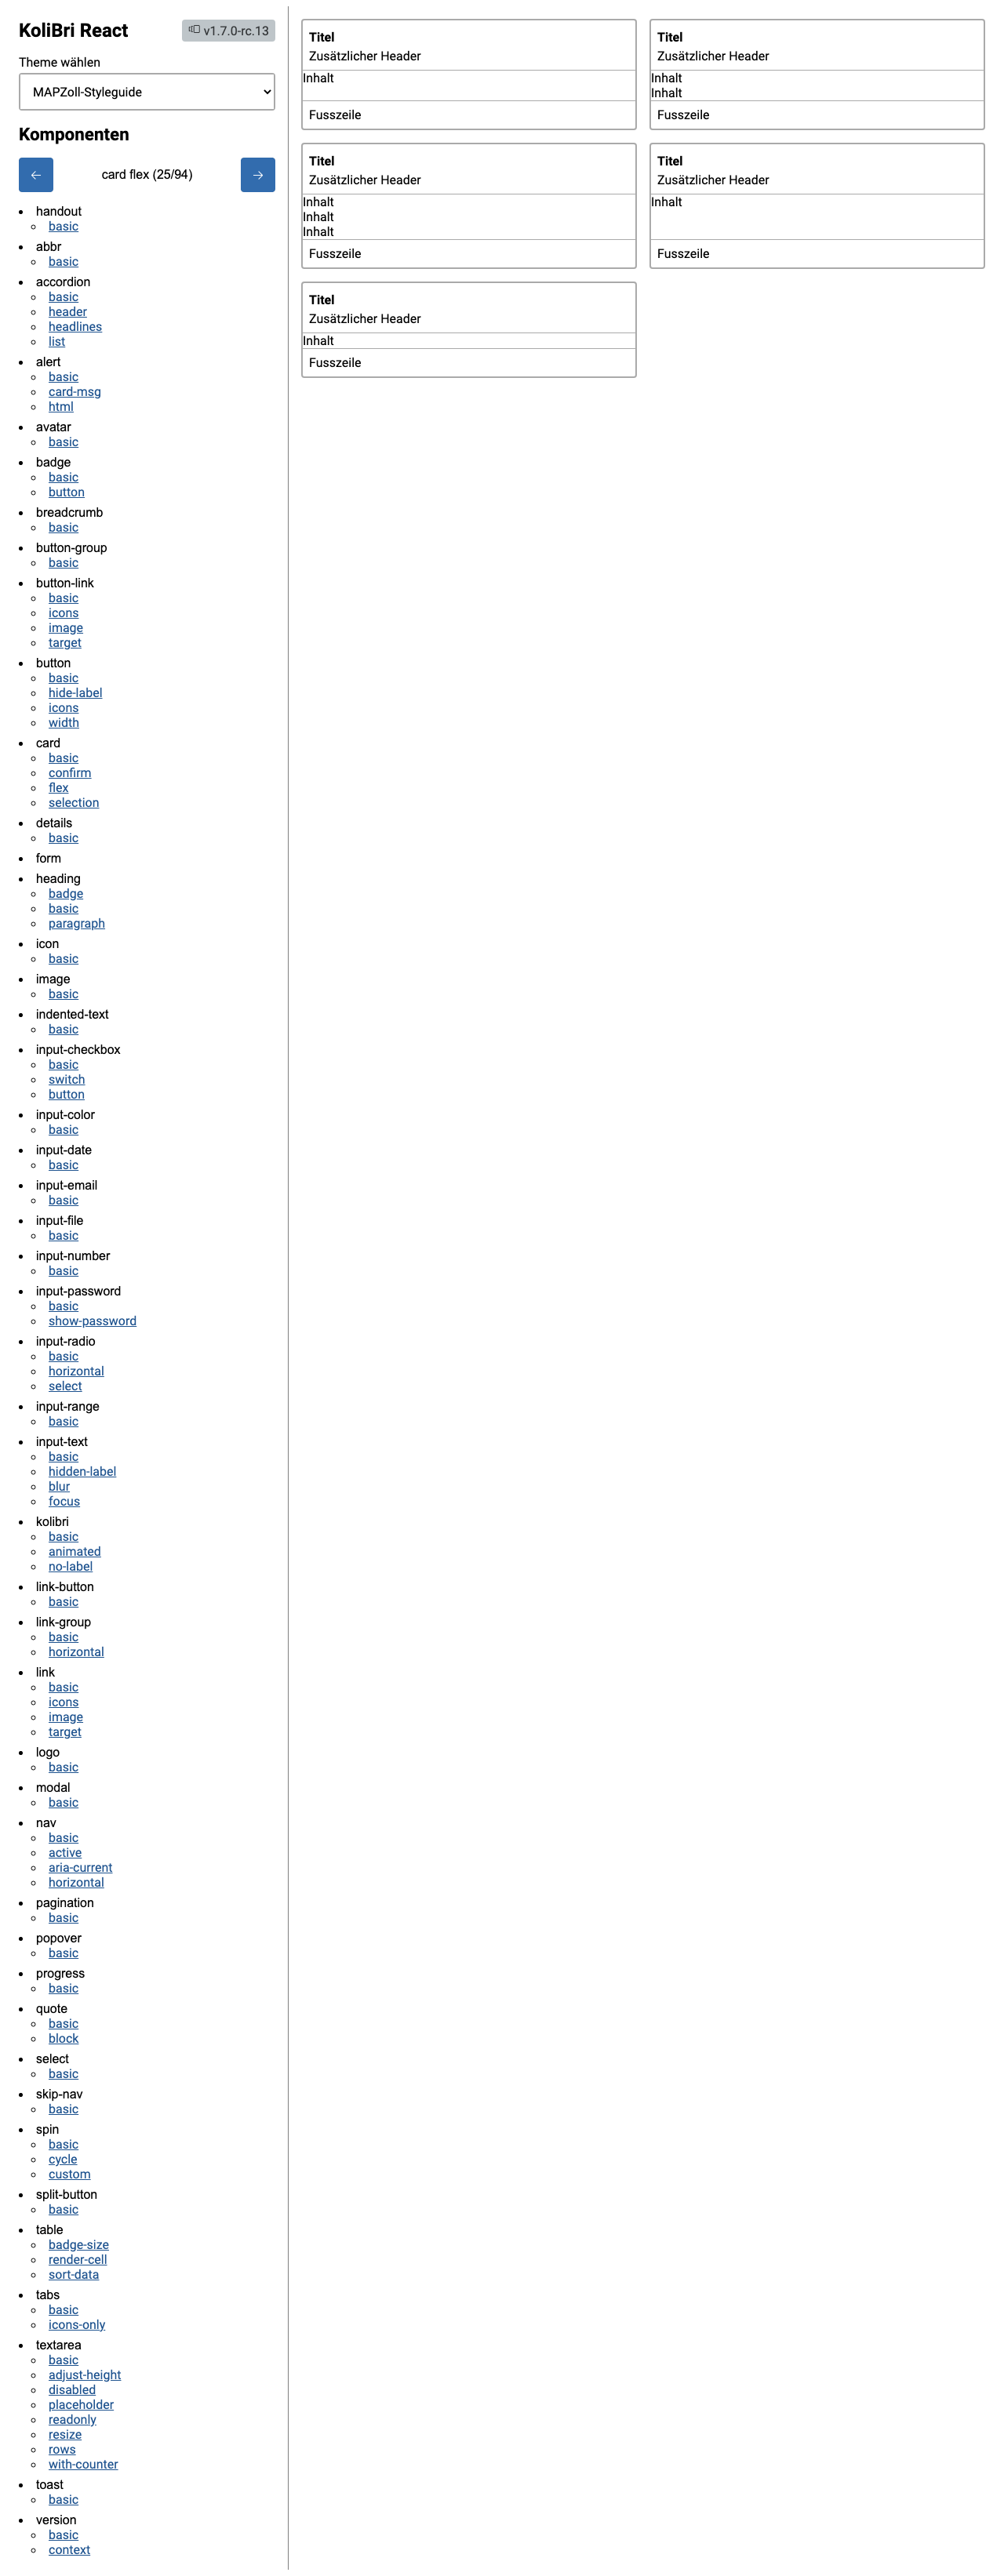 KoliBri React
v1.7.0-rc.13
Theme wählen
MAPZoll-Styleguide
Komponenten
card flex (25/94)
handout
basic
abbr
basic
accordion
basic
header
headlines
list
alert
basic
card-msg
html
avatar
basic
badge
basic
button
breadcrumb
basic
button-group
basic
button-link
basic
icons
image
target
button
basic
hide-label
icons
width
card
basic
confirm
flex
selection
details
basic
form
heading
badge
basic
paragraph
icon
basic
image
basic
indented-text
basic
input-checkbox
basic
switch
button
input-color
basic
input-date
basic
input-email
basic
input-file
basic
input-number
basic
input-password
basic
show-password
input-radio
basic
horizontal
select
input-range
basic
input-text
basic
hidden-label
blur
focus
kolibri
basic
animated
no-label
link-button
basic
link-group
basic
horizontal
link
basic
icons
image
target
logo
basic
modal
basic
nav
basic
active
aria-current
horizontal
pagination
basic
popover
basic
progress
basic
quote
basic
block
select
basic
skip-nav
basic
spin
basic
cycle
custom
split-button
basic
table
badge-size
render-cell
sort-data
tabs
basic
icons-only
textarea
basic
adjust-height
disabled
placeholder
readonly
resize
rows
with-counter
toast
basic
version
basic
context
Titel
Zusätzlicher Header
Inhalt
Fusszeile
Titel
Zusätzlicher Header
Inhalt
Inhalt
Fusszeile
Titel
Zusätzlicher Header
Inhalt
Inhalt
Inhalt
Fusszeile
Titel
Zusätzlicher Header
Inhalt
Fusszeile
Titel
Zusätzlicher Header
Inhalt
Fusszeile